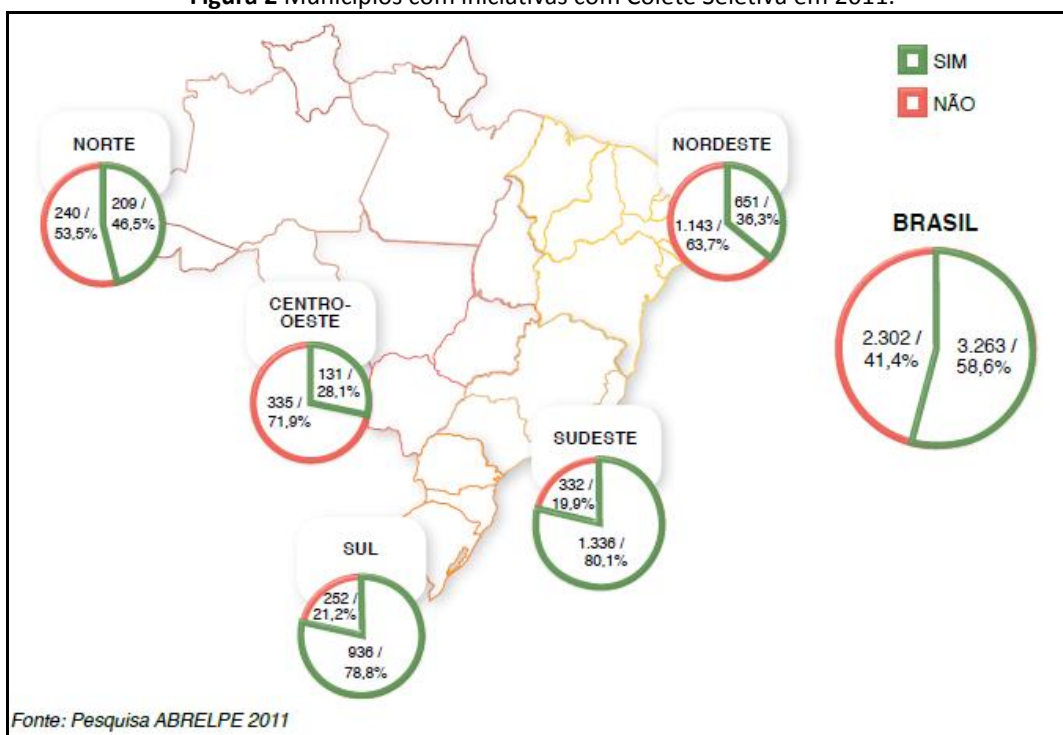 Figura 2 Municípios com Iniciativas com Colete Seletiva em 2011.
SIM
NÃO
NORTE
240 /
53,5%
209 /
46,5%
NORDESTE
651 /
36,3%
1.143 /
63,7%
BRASIL
2.302 /
41,4%
3.263 /
58,6%
CENTRO-
OESTE
131 /
28,1%
335 /
71,9%
SUDESTE
332 /
19,9%
1.336 /
80,1%
SUL
252 /
21,2%
936 /
78,8%
Fonte: Pesquisa ABRELPE 2011